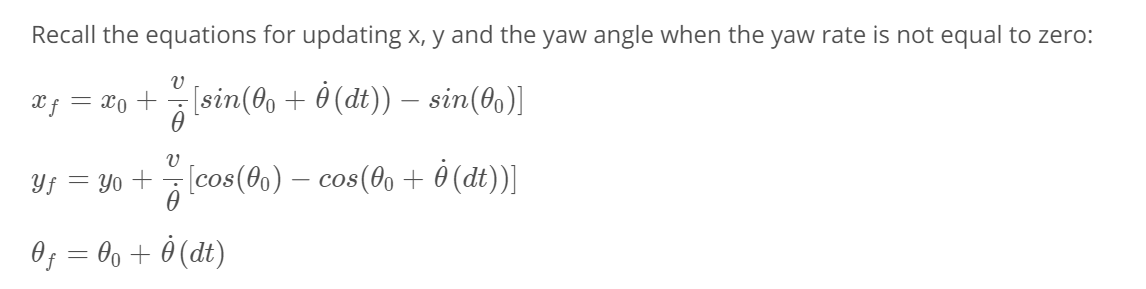 Recall the equations for updating x, y and the yaw angle when the yaw rate is not equal to zero:
x_f = x_0 + \frac{v}{\dot{\theta}}[sin(\theta_0 + \dot{\theta}(dt)) − sin(\theta_0)]
y_f = y_0 + \frac{v}{\dot{\theta}}[cos(\theta_0) − cos(\theta_0 + \dot{\theta}(dt))]
\theta_f = \theta_0 + \dot{\theta}(dt)